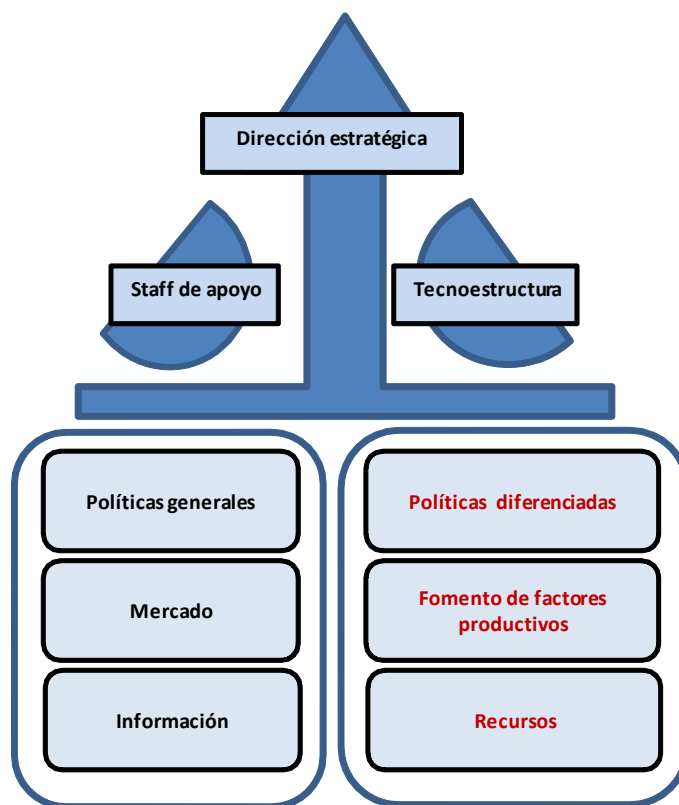 Dirección estratégica
Staff de apoyo
Tecnoestructura
Políticas generales
Políticas diferenciadas
Mercado
Fomento de factores
productivos
Información
Recursos